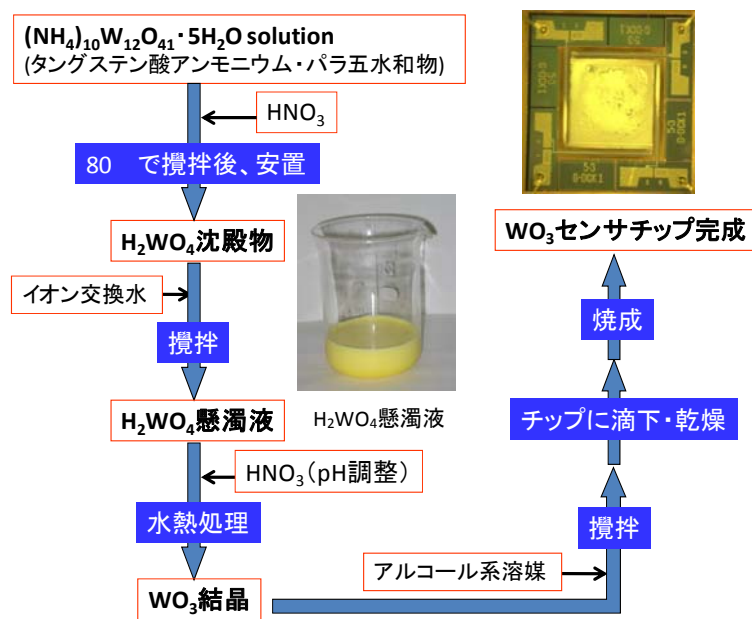 (NH₄)₁₀W₁₂O₄₁・5H₂O solution
(タングステン酸アンモニウム・パラ五水和物)
HNO₃
80　で攪拌後、安置
H₂WO₄沈殿物
イオン交換水
攪拌
H₂WO₄懸濁液
H₂WO₄懸濁液
HNO₃(pH調整)
水熱処理
WO₃結晶
アルコール系溶媒
攪拌
チップに滴下・乾燥
焼成
WO₃センサチップ完成
53
53